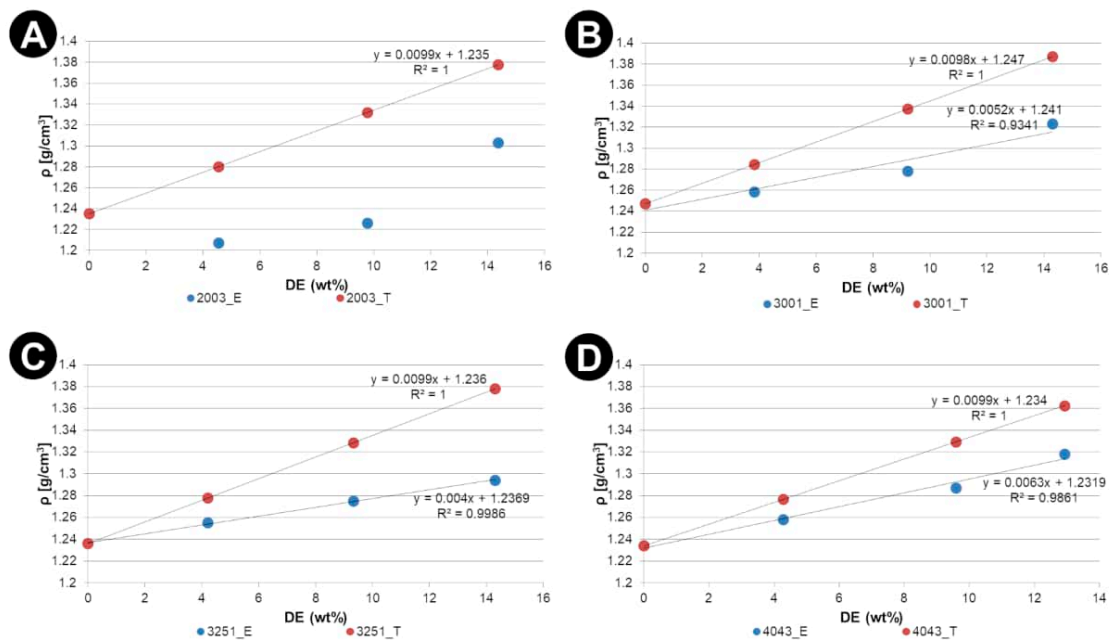 A
1.4
1.38
1.36
1.34
1.32
1.3
1.28
1.26
1.24
1.22
1.2
ρ [g/cm³]
y = 0.0099x + 1.235
R² = 1
0 2 4 6 8 10 12 14 16
DE (wt%)
2003_E 2003_T
B
1.4
1.38
1.36
1.34
1.32
1.3
1.28
1.26
1.24
1.22
1.2
ρ [g/cm³]
y = 0.0098x + 1.247
R² = 1
y = 0.0052x + 1.241
R² = 0.9341
0 2 4 6 8 10 12 14 16
DE (wt%)
3001_E 3001_T
C
1.4
1.38
1.36
1.34
1.32
1.3
1.28
1.26
1.24
1.22
1.2
ρ [g/cm³]
y = 0.0099x + 1.236
R² = 1
y = 0.004x + 1.2369
R² = 0.9986
0 2 4 6 8 10 12 14 16
DE (wt%)
3251_E 3251_T
D
1.4
1.38
1.36
1.34
1.32
1.3
1.28
1.26
1.24
1.22
1.2
ρ [g/cm³]
y = 0.0099x + 1.234
R² = 1
y = 0.0063x + 1.2319
R² = 0.9861
0 2 4 6 8 10 12 14
DE (wt%)
4043_E 4043_T